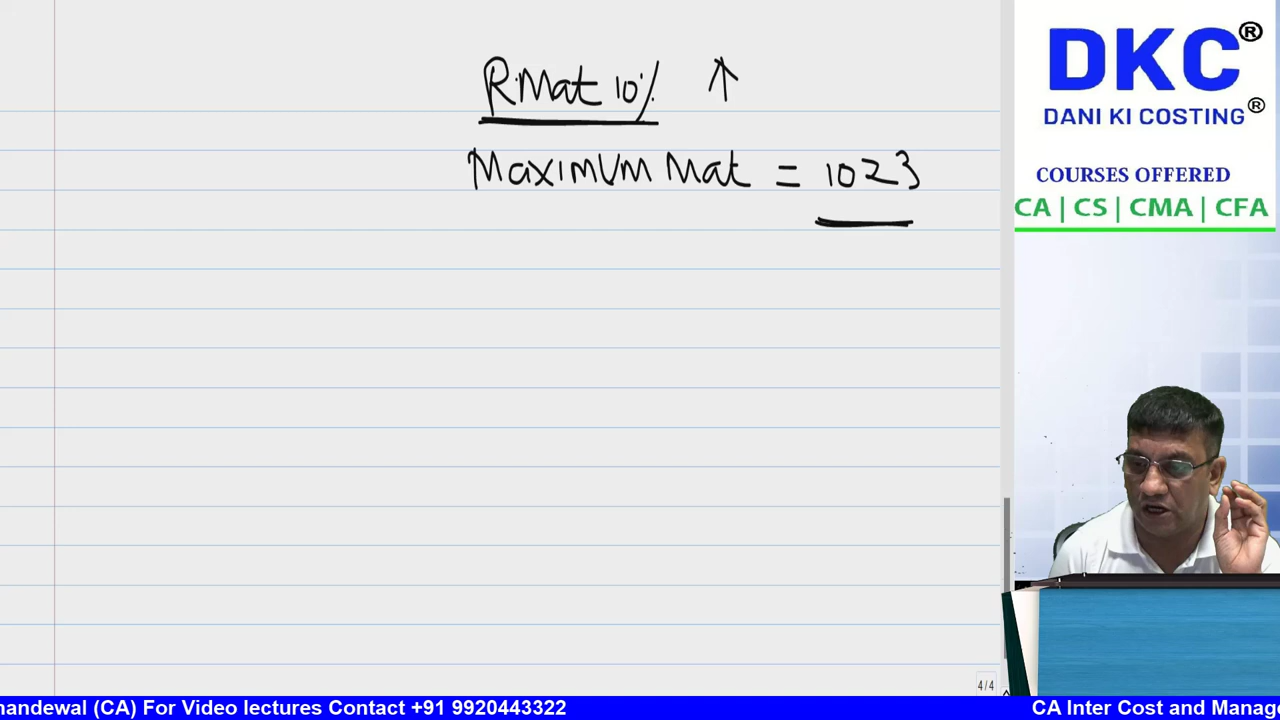 R.Mat 10% ↑
Maximum Mat = 1023
DKC®
DANI KI COSTING®
COURSES OFFERED
CA | CS | CMA | CFA
4/4
handewal (CA) For Video lectures Contact +91 9920443322
CA Inter Cost and Manage